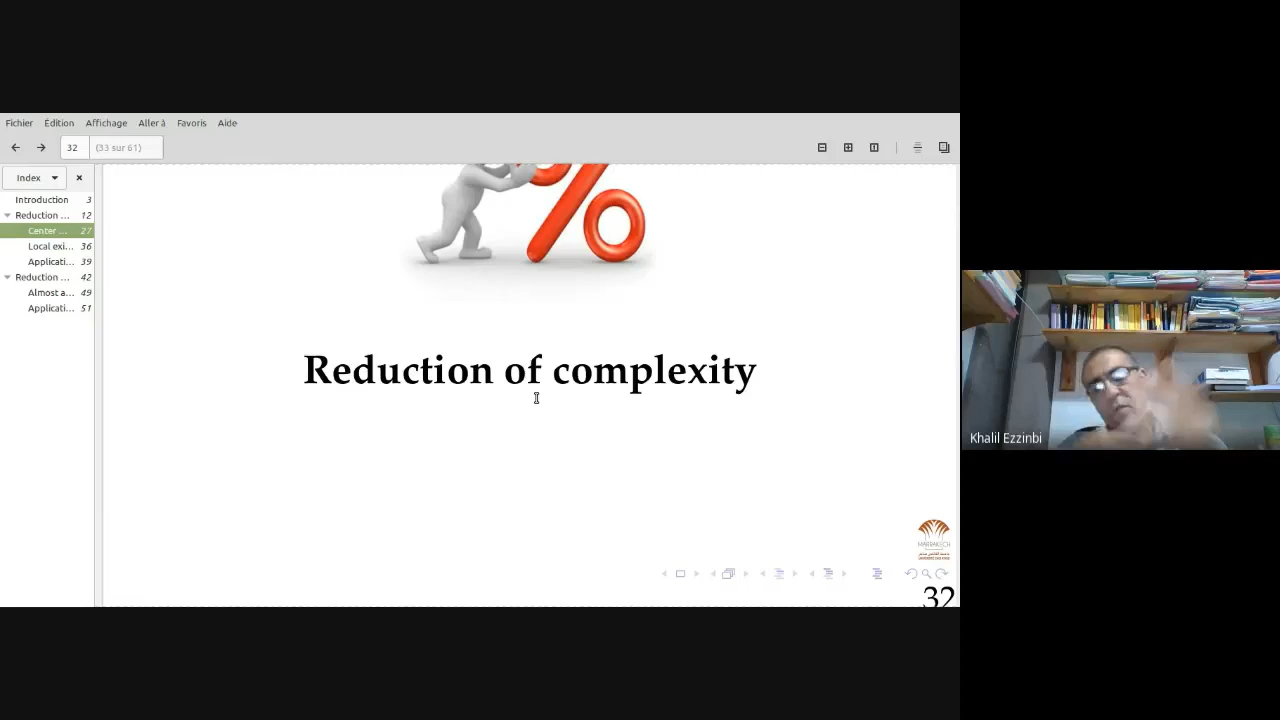 Fichier Édition Affichage Aller à Favoris Aide
32 (33 sur 61)
Index
Introduction 3
Reduction ... 12
Center ... 27
Local exi... 36
Applicati... 39
Reduction ... 42
Almost a... 49
Applicati... 51
%
Reduction of complexity
MARRAKECH
32
Khalil Ezzinbi